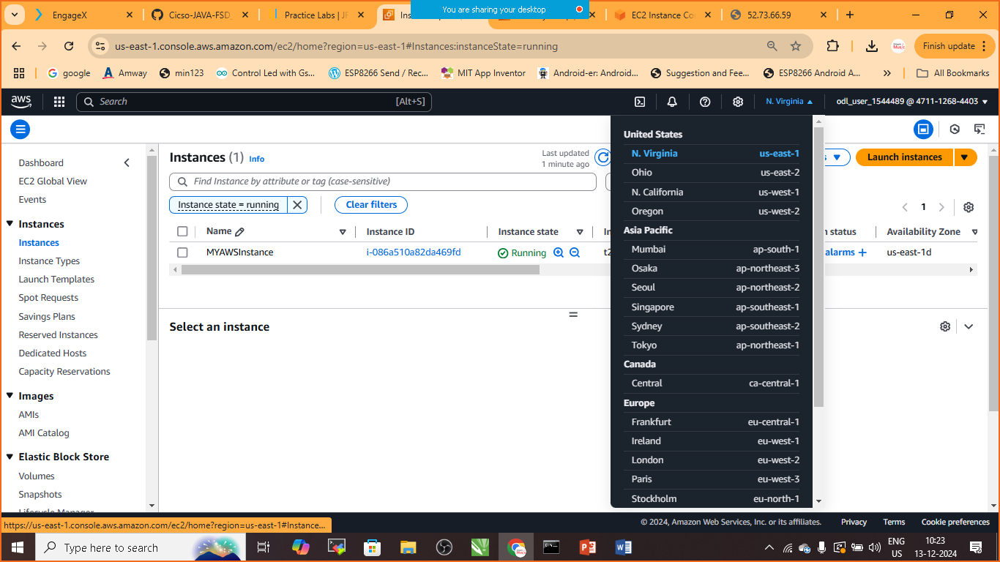 You are sharing your desktop
EngageX
Cicso-JAVA-FSD_
Practice Labs | JF
Inst
EC2 Instance Co
52.73.66.59
us-east-1.console.aws.amazon.com/ec2/home?region=us-east-1#Instances:instanceState=running
Finish update
google
Amway
min123
Control Led with Gs...
ESP8266 Send / Rec...
MIT App Inventor
Android-er: Android...
Suggestion and Fee...
ESP8266 Android A...
All Bookmarks
aws
Search
[Alt+S]
N. Virginia
odl_user_1544489 @ 4711-1268-4403
Dashboard
EC2 Global View
Events
Instances
Instances
Instance Types
Launch Templates
Spot Requests
Savings Plans
Reserved Instances
Dedicated Hosts
Capacity Reservations
Images
AMIs
AMI Catalog
Elastic Block Store
Volumes
Snapshots
Lifecycle Manager
Instances (1) Info
Last updated
1 minute ago
Launch instances
Find Instance by attribute or tag (case-sensitive)
Instance state = running
Clear filters
1
Name
Instance ID
Instance state
In
n status
Availability Zone
MYAWSInstance
i-086a510a82da469fd
Running
t2
alarms +
us-east-1d
Select an instance
United States
N. Virginia us-east-1
Ohio us-east-2
N. California us-west-1
Oregon us-west-2
Asia Pacific
Mumbai ap-south-1
Osaka ap-northeast-3
Seoul ap-northeast-2
Singapore ap-southeast-1
Sydney ap-southeast-2
Tokyo ap-northeast-1
Canada
Central ca-central-1
Europe
Frankfurt eu-central-1
Ireland eu-west-1
London eu-west-2
Paris eu-west-3
Stockholm eu-north-1
https://us-east-1.console.aws.amazon.com/ec2/home?region=us-east-1#Instance...
© 2024, Amazon Web Services, Inc. or its affiliates.
Privacy
Terms
Cookie preferences
Type here to search
ENG
US
10:23
13-12-2024